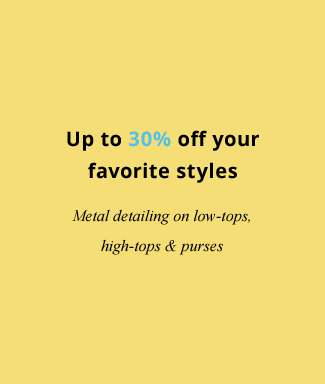 Up to 30% off your
favorite styles
Metal detailing on low-tops,
high-tops & purses